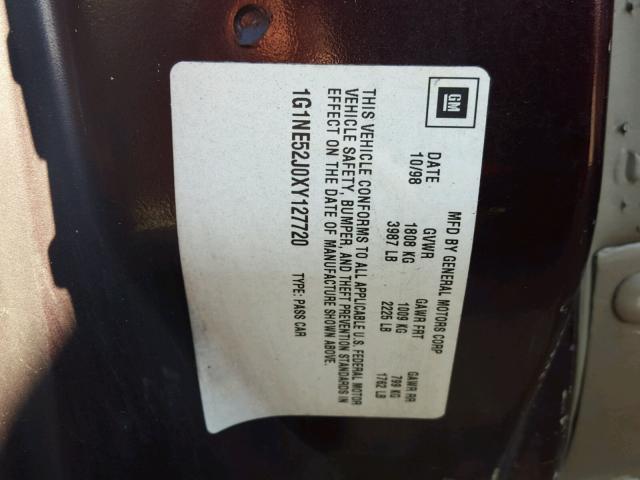 GM
MFD BY GENERAL MOTORS CORP
DATE GVWR GAWR FRT GAWR RR
10/98 1808 KG 1009 KG 799 KG
3987 LB 2225 LB 1762 LB
THIS VEHICLE CONFORMS TO ALL APPLICABLE U.S. FEDERAL MOTOR
VEHICLE SAFETY, BUMPER, AND THEFT PREVENTION STANDARDS IN
EFFECT ON THE DATE OF MANUFACTURE SHOWN ABOVE.
1G1NE52J0XY127720 TYPE: PASS CAR